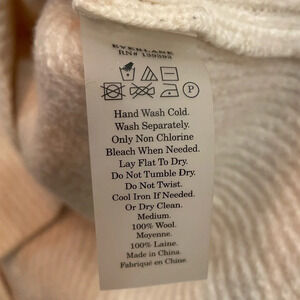 EVERLANE
P
Hand Wash Cold.
Wash Separately.
Only Non Chlorine
Bleach When Needed.
Lay Flat To Dry.
Do Not Tumble Dry.
Do Not Twist.
Cool Iron If Needed.
Or Dry Clean.
Medium.
100% Wool.
Moyenne.
100% Laine.
Made in China
Fabriqué en Chine.